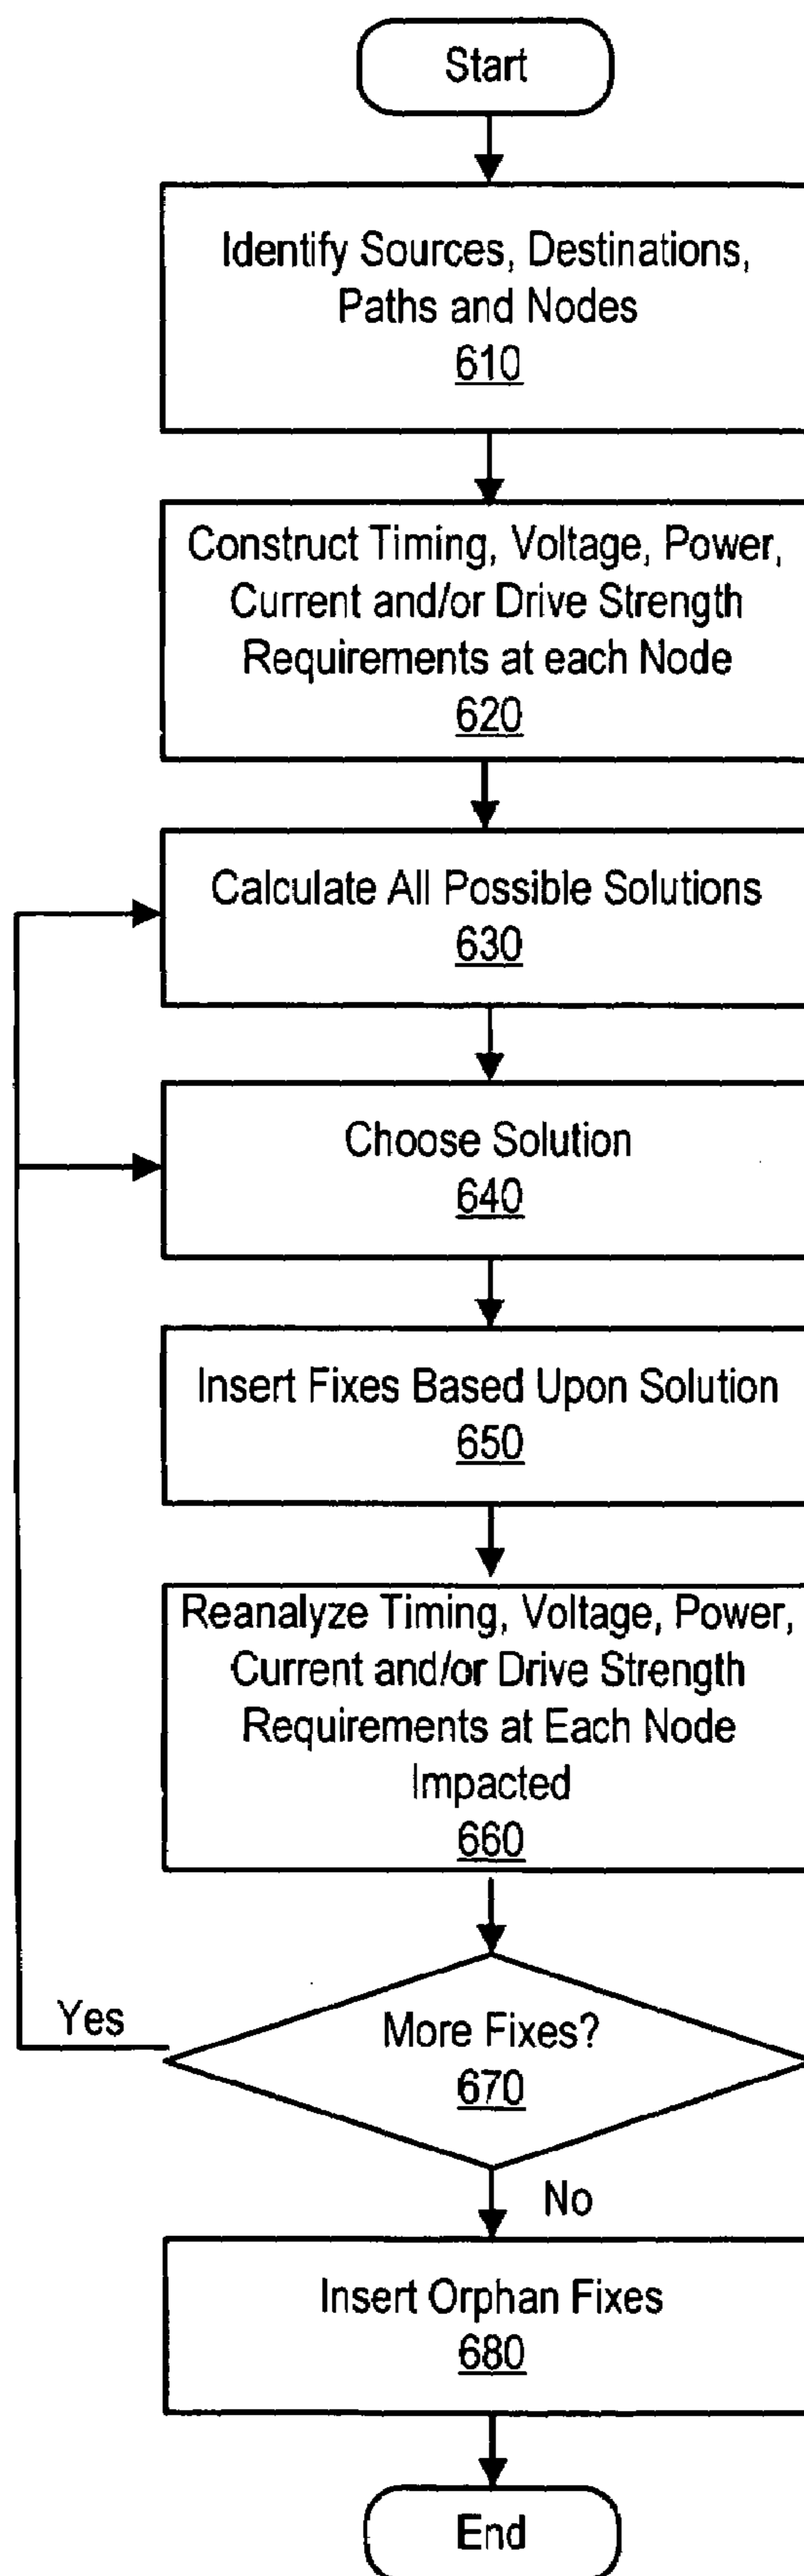 Start
Identify Sources, Destinations,
Paths and Nodes
610
Construct Timing, Voltage, Power,
Current and/or Drive Strength
Requirements at each Node
620
Calculate All Possible Solutions
630
Choose Solution
640
Insert Fixes Based Upon Solution
650
Reanalyze Timing, Voltage, Power,
Current and/or Drive Strength
Requirements at Each Node
Impacted
660
Yes
More Fixes?
670
No
Insert Orphan Fixes
680
End